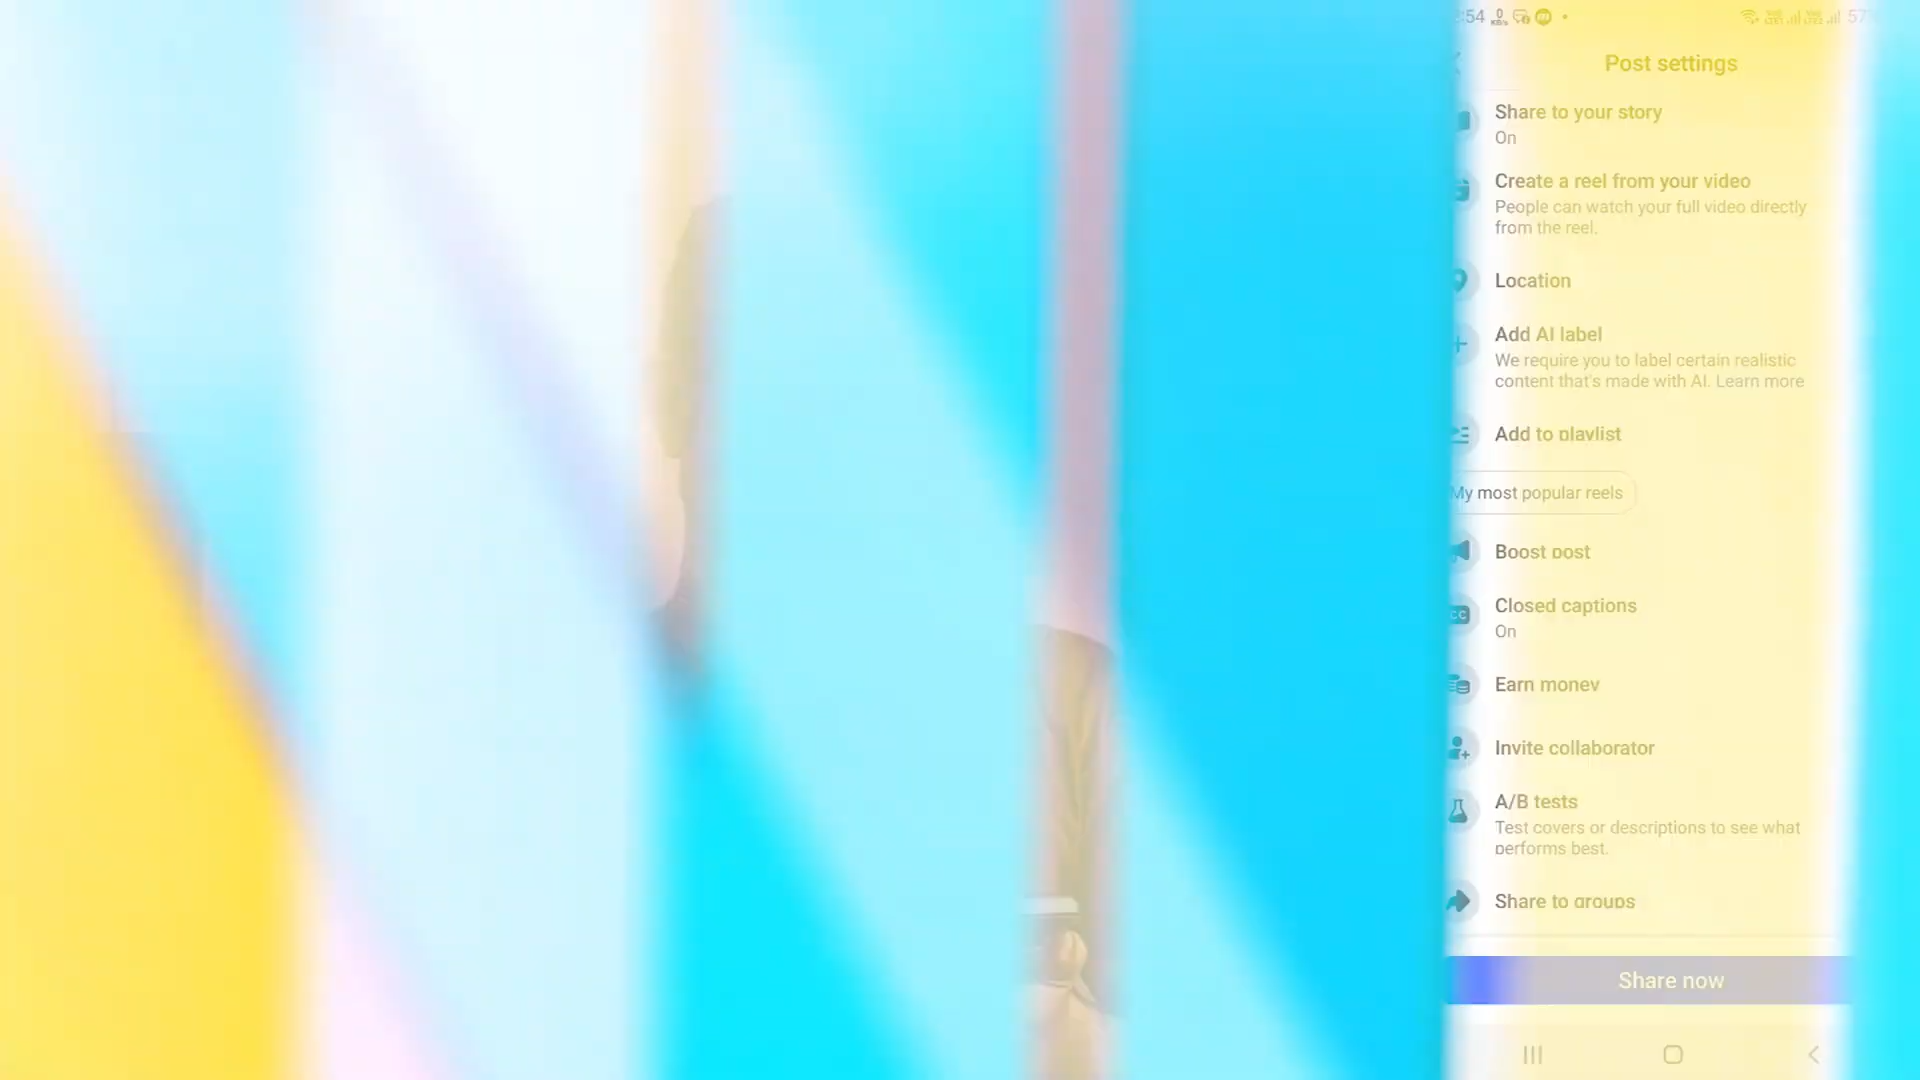 :54
57
Post settings
Share to your story
On
Create a reel from your video
People can watch your full video directly
from the reel.
Location
Add AI label
We require you to label certain realistic
content that's made with AI. Learn more
Add to playlist
My most popular reels
Boost post
CC
Closed captions
On
Earn money
Invite collaborator
A/B tests
Test covers or descriptions to see what
performs best.
Share to groups
Share now